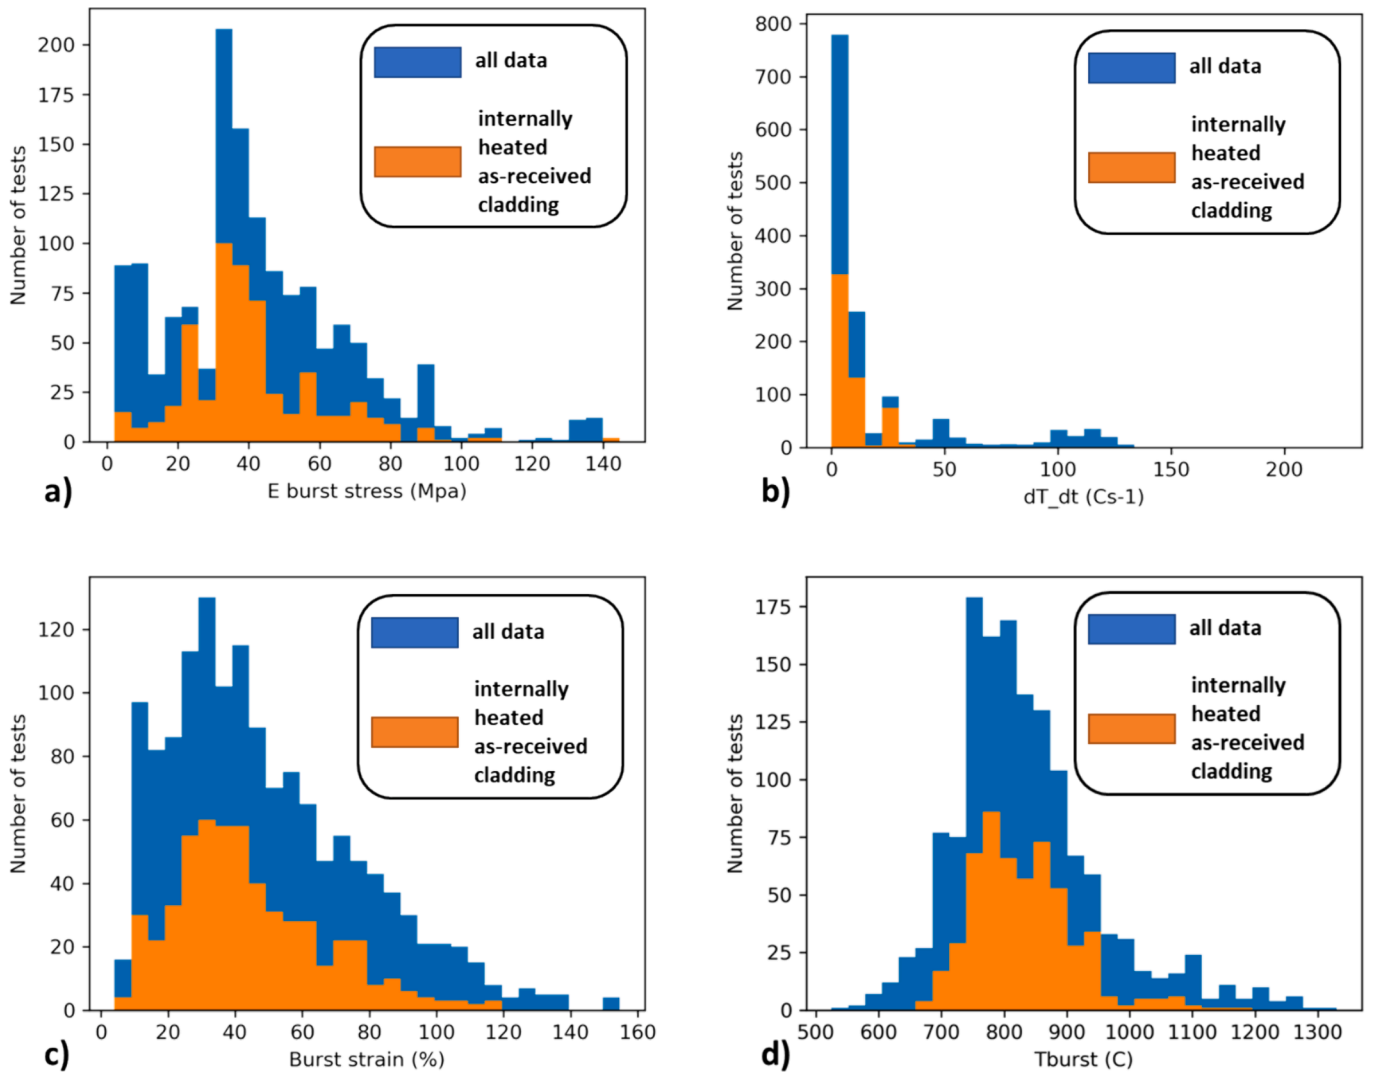 200
175
150
125
100
75
50
25
0
Number of tests
all data
internally
heated
as-received
cladding
0 20 40 60 80 100 120 140
E burst stress (Mpa)
a)
800
700
600
500
400
300
200
100
0
Number of tests
all data
internally
heated
as-received
cladding
0 50 100 150 200
dT_dt (Cs-1)
b)
120
100
80
60
40
20
0
Number of tests
all data
internally
heated
as-received
cladding
0 20 40 60 80 100 120 140 160
Burst strain (%)
c)
175
150
125
100
75
50
25
0
Number of tests
all data
internally
heated
as-received
cladding
500 600 700 800 900 1000 1100 1200 1300
Tburst (C)
d)